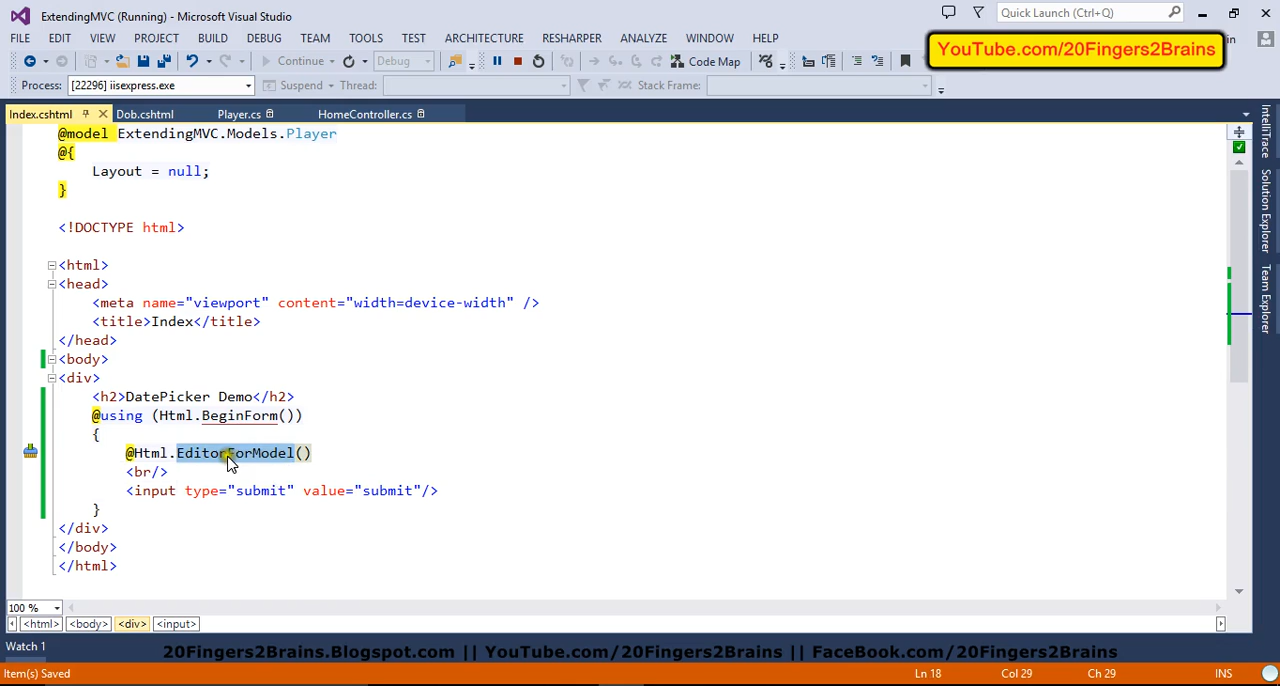 ExtendingMVC (Running) - Microsoft Visual Studio
Quick Launch (Ctrl+Q)
FILE EDIT VIEW PROJECT BUILD DEBUG TEAM TOOLS TEST ARCHITECTURE RESHARPER ANALYZE WINDOW HELP
in
YouTube.com/20Fingers2Brains
Continue Debug Code Map
Process: [22296] iisexpress.exe Suspend Thread: Stack Frame:
Index.cshtml Dob.cshtml Player.cs HomeController.cs
@model ExtendingMVC.Models.Player
@{
Layout = null;
}
<!DOCTYPE html>
<html>
<head>
<meta name="viewport" content="width=device-width" />
<title>Index</title>
</head>
<body>
<div>
<h2>DatePicker Demo</h2>
@using (Html.BeginForm())
{
@Html.EditorForModel()
<br/>
<input type="submit" value="submit"/>
}
</div>
</body>
</html>
IntelliTrace
Solution Explorer
Team Explorer
100 %
<html> <body> <div> <input>
Watch 1
20Fingers2Brains.Blogspot.com || YouTube.com/20Fingers2Brains || FaceBook.com/20Fingers2Brains
Item(s) Saved Ln 18 Col 29 Ch 29 INS